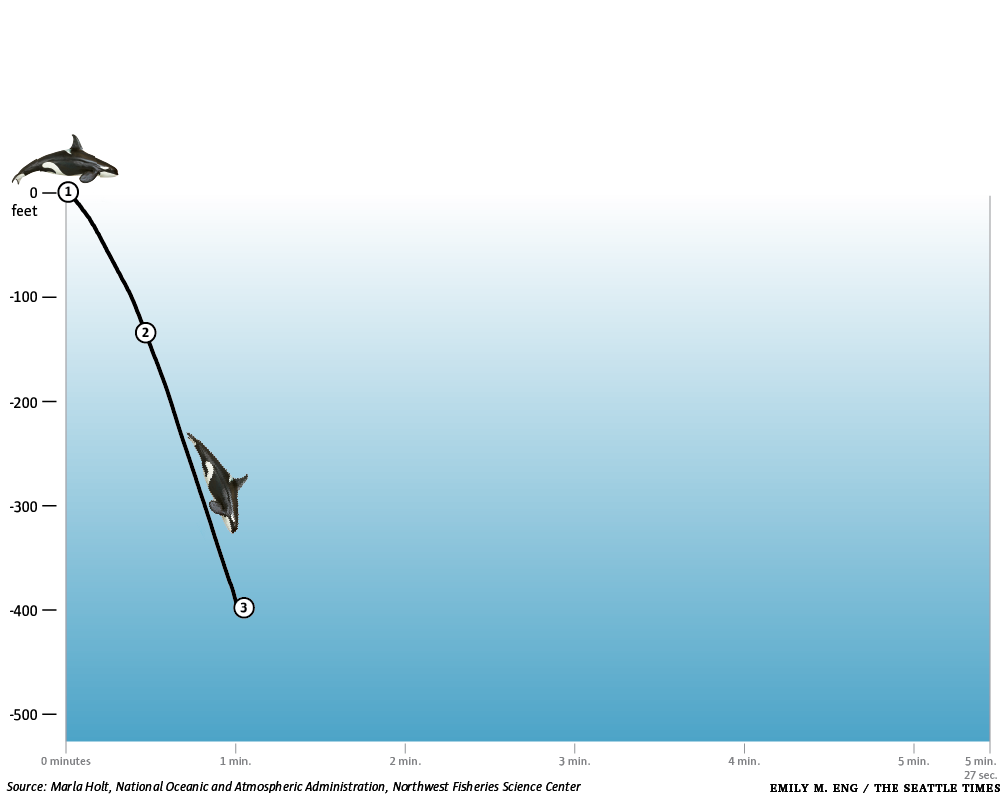 0
feet
1
-100
2
-200
-300
-400
3
-500
0 minutes 1 min. 2 min. 3 min. 4 min. 5 min. 5 min.
27 sec.
Source: Marla Holt, National Oceanic and Atmospheric Administration, Northwest Fisheries Science Center
EMILY M. ENG / THE SEATTLE TIMES